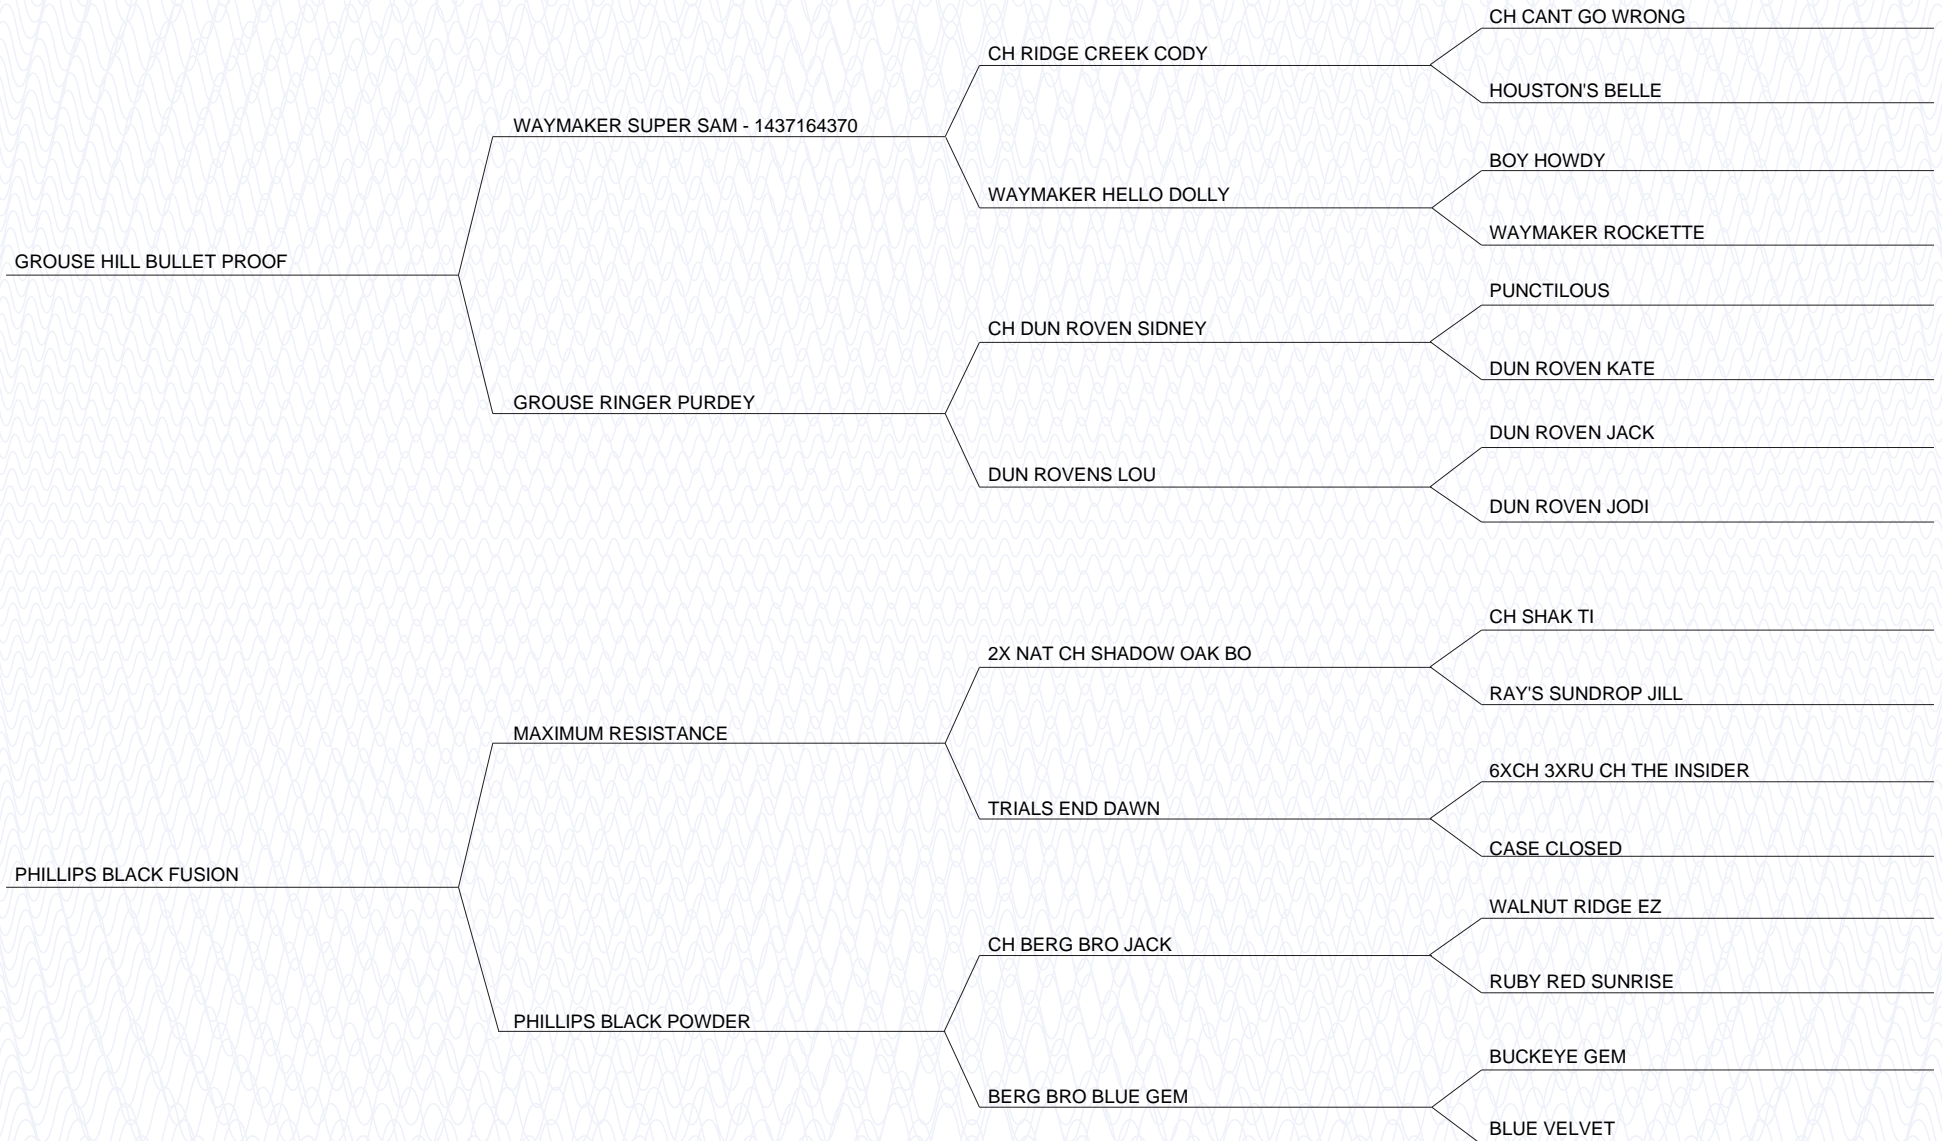 CH CANT GO WRONG
CH RIDGE CREEK CODY
HOUSTON'S BELLE
WAYMAKER SUPER SAM - 1437164370
BOY HOWDY
WAYMAKER HELLO DOLLY
WAYMAKER ROCKETTE
GROUSE HILL BULLET PROOF
PUNCTILOUS
CH DUN ROVEN SIDNEY
DUN ROVEN KATE
GROUSE RINGER PURDEY
DUN ROVEN JACK
DUN ROVENS LOU
DUN ROVEN JODI
CH SHAK TI
2X NAT CH SHADOW OAK BO
RAY'S SUNDROP JILL
MAXIMUM RESISTANCE
6XCH 3XRU CH THE INSIDER
TRIALS END DAWN
CASE CLOSED
PHILLIPS BLACK FUSION
WALNUT RIDGE EZ
CH BERG BRO JACK
RUBY RED SUNRISE
PHILLIPS BLACK POWDER
BUCKEYE GEM
BERG BRO BLUE GEM
BLUE VELVET